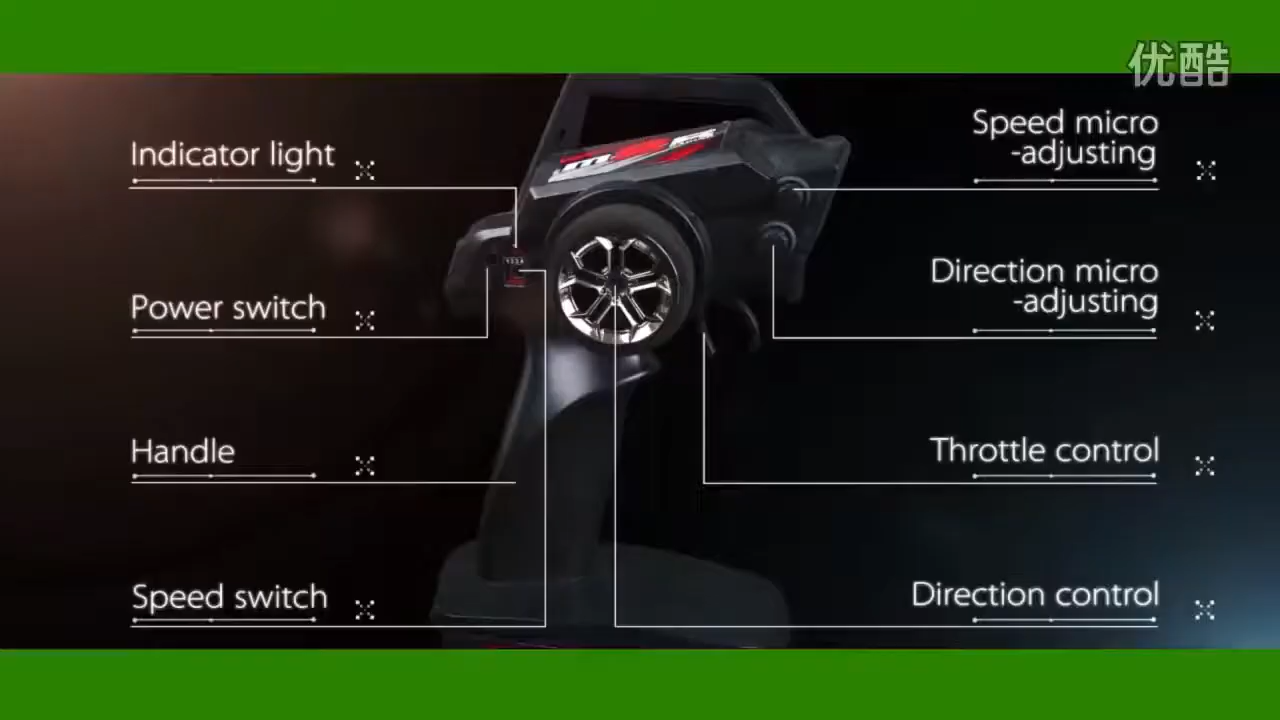 优酷
Indicator light
Power switch
Handle
Speed switch
Speed micro
-adjusting
Direction micro
-adjusting
Throttle control
Direction control